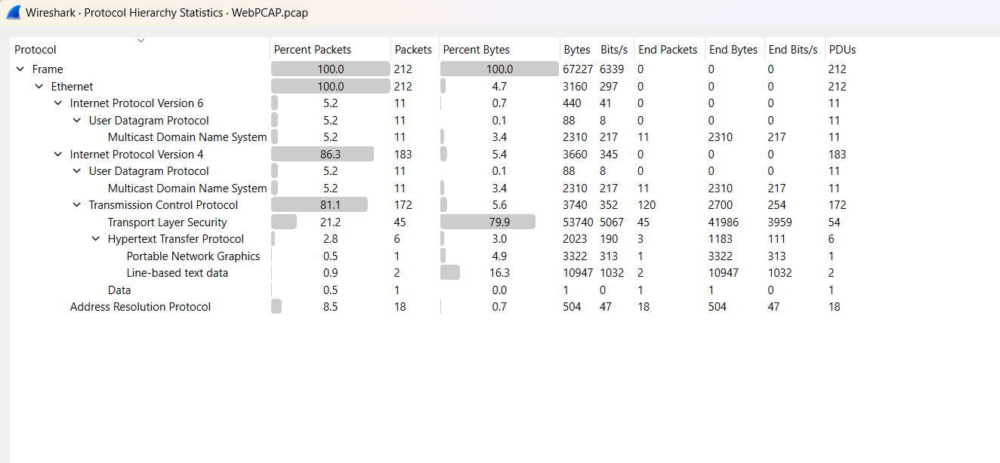 Wireshark · Protocol Hierarchy Statistics · WebPCAP.pcap
Protocol Percent Packets Packets Percent Bytes Bytes Bits/s End Packets End Bytes End Bits/s PDUs
Frame 100.0 212 100.0 67227 6339 0 0 0 212
Ethernet 100.0 212 4.7 3160 297 0 0 0 212
Internet Protocol Version 6 5.2 11 0.7 440 41 0 0 0 11
User Datagram Protocol 5.2 11 0.1 88 8 0 0 0 11
Multicast Domain Name System 5.2 11 3.4 2310 217 11 2310 217 11
Internet Protocol Version 4 86.3 183 5.4 3660 345 0 0 0 183
User Datagram Protocol 5.2 11 0.1 88 8 0 0 0 11
Multicast Domain Name System 5.2 11 3.4 2310 217 11 2310 217 11
Transmission Control Protocol 81.1 172 5.6 3740 352 120 2700 254 172
Transport Layer Security 21.2 45 79.9 53740 5067 45 41986 3959 54
Hypertext Transfer Protocol 2.8 6 3.0 2023 190 3 1183 111 6
Portable Network Graphics 0.5 1 4.9 3322 313 1 3322 313 1
Line-based text data 0.9 2 16.3 10947 1032 2 10947 1032 2
Data 0.5 1 0.0 1 0 1 1 0 1
Address Resolution Protocol 8.5 18 0.7 504 47 18 504 47 18